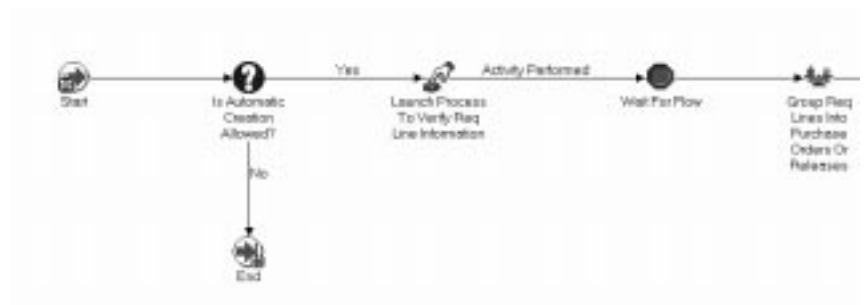 Yes
Activity Performed
Start
Is Automatic
Creation
Allowed?
Launch Process
To Verify Req
Line Information
Wait For Flow
Group Req
Lines Into
Purchase
Orders Or
Releases
No
End